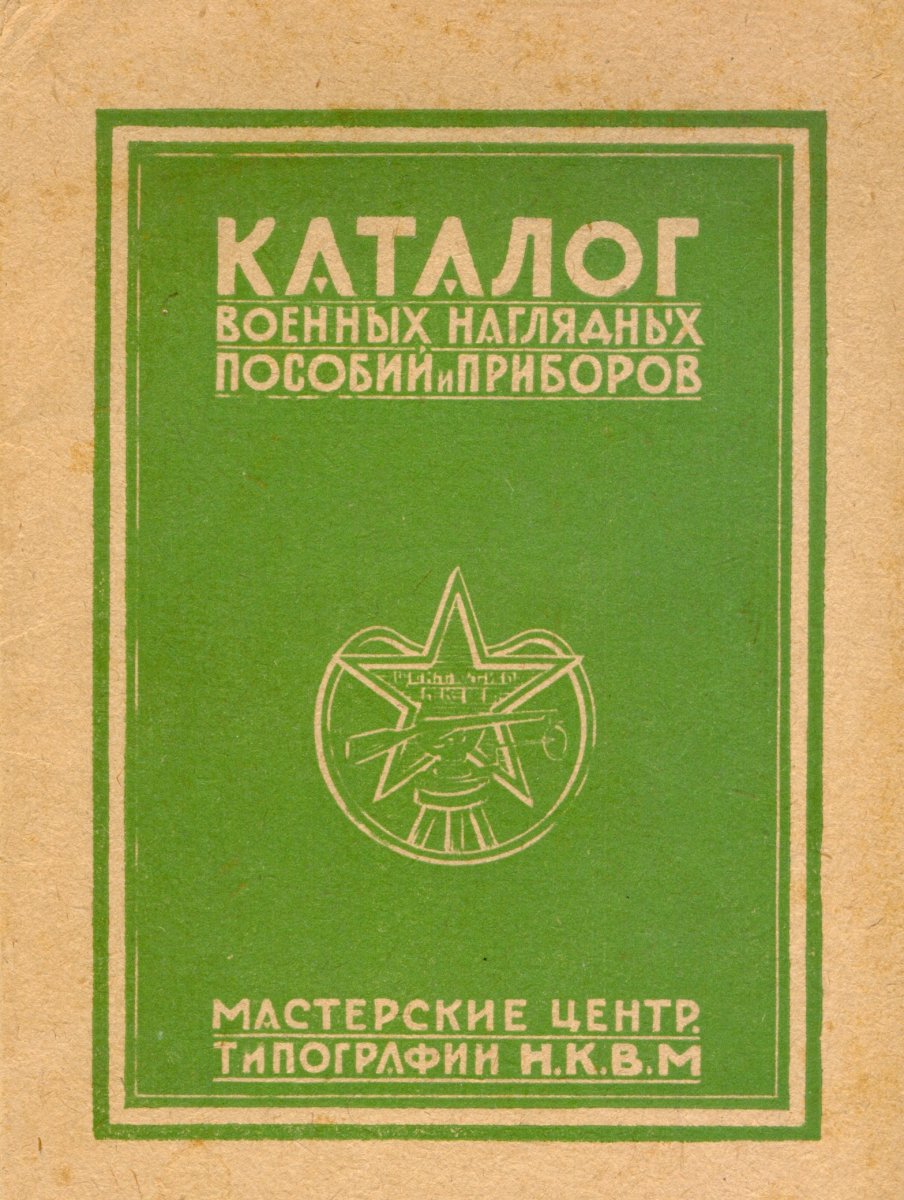 КАТАЛОГ
ВОЕННЫХ НАГЛЯДНЫХ
ПОСОБИЙ и ПРИБОРОВ
МАСТЕРСКИЕ ЦЕНТР.
ТИПОГРАФИИ Н.К.В.М